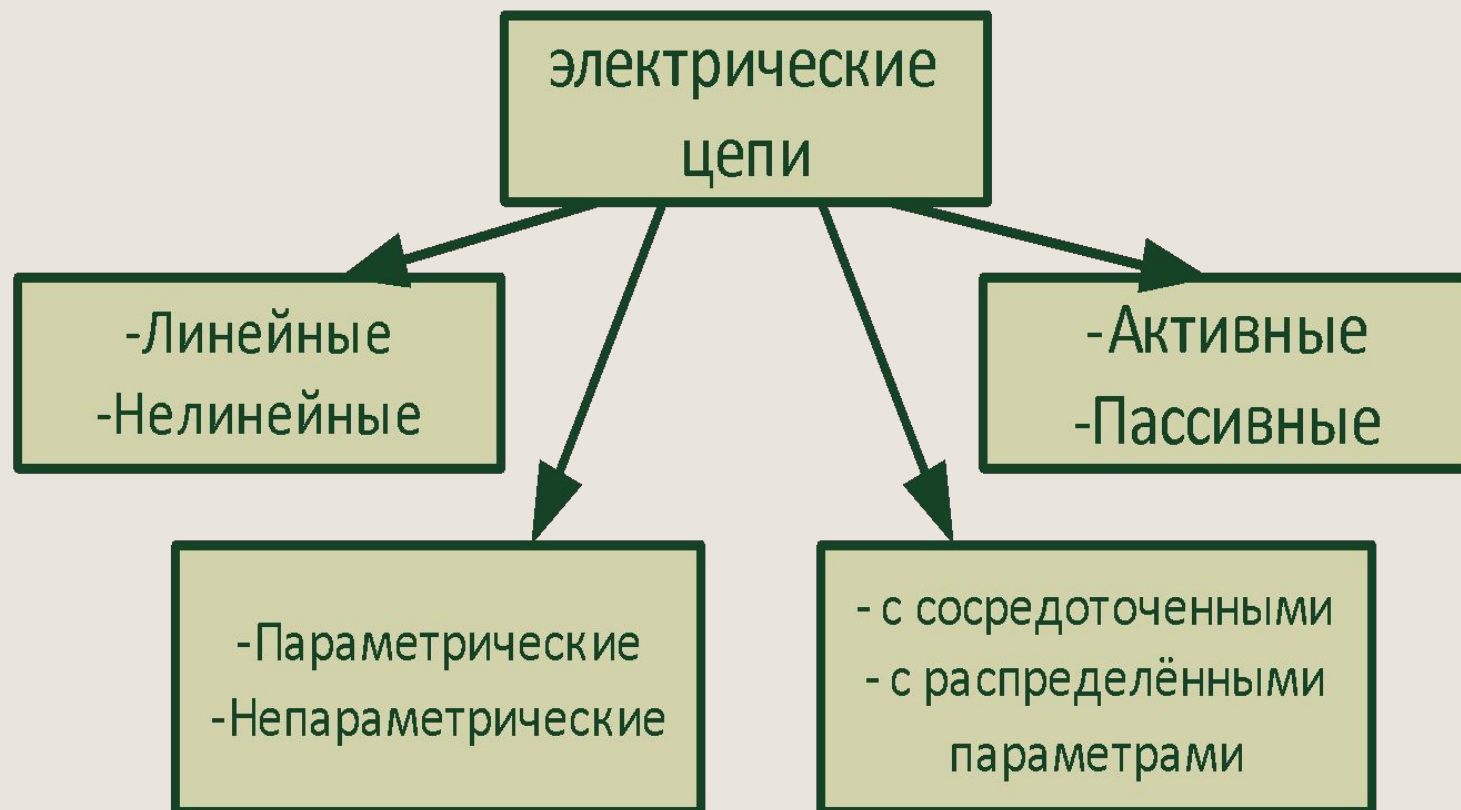 электрические
цепи
-Линейные
-Нелинейные
-Активные
-Пассивные
-Параметрические
-Непараметрические
- с сосредоточенными
- с распределёнными
параметрами